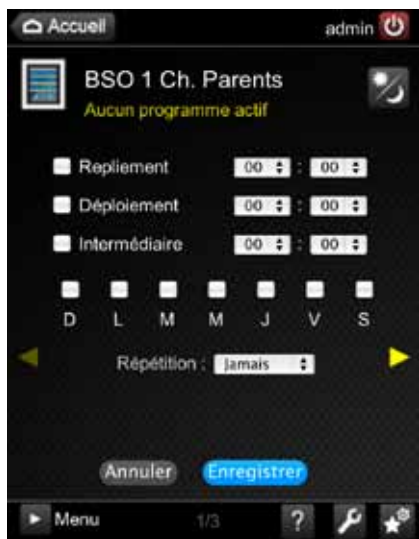 Accueil
admin
BSO 1 Ch. Parents
Aucun programme actif
Repliement 00 : 00
Déploiement 00 : 00
Intermédiaire 00 : 00
D L M M J V S
Répétition : Jamais
Annuler Enregistrer
Menu 1/3 ?